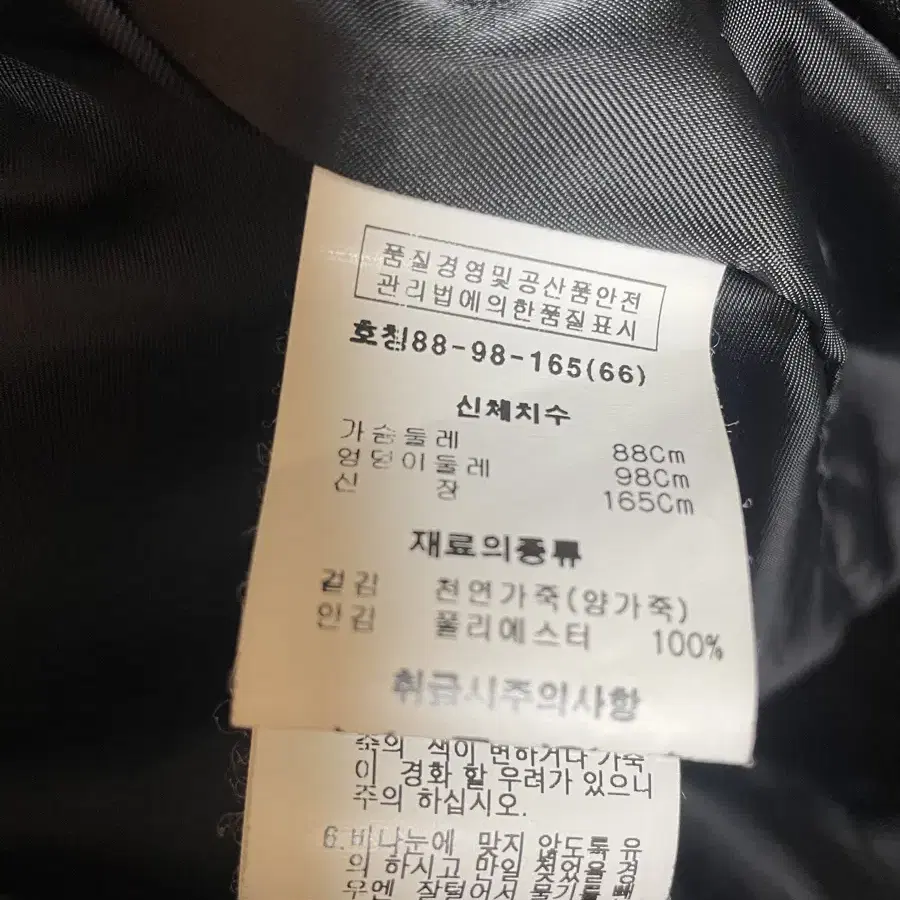 품질경영및공산품안전
관리법에의한품질표시
호칭88-98-165(66)
신체치수
가슴둘레 88Cm
엉덩이둘레 98Cm
신 장 165Cm
재료의종류
겉감 천연가죽(양가죽)
안감 폴리에스터 100%
취급시주의사항
색이 변하거나 가죽
이 경화 할 우려가 있으니
주의 하십시오.
6.비나눈에 맞지 않도록 유
의 하시고 만일 젖었을 경
우엔 잘털어서 물기를 뺀